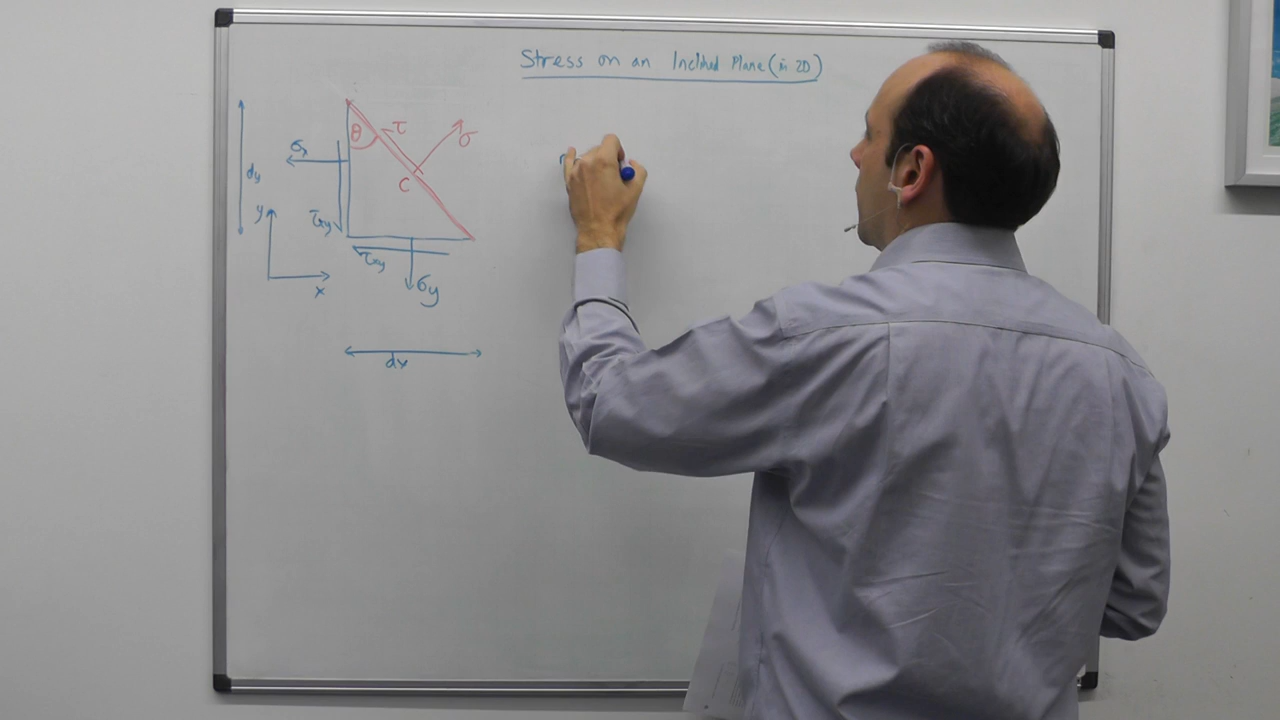 Stress on an Inclined Plane (in 2D)
θ
τ
σ
σx
dy
c
y
τxy
τxy
σy
x
dx